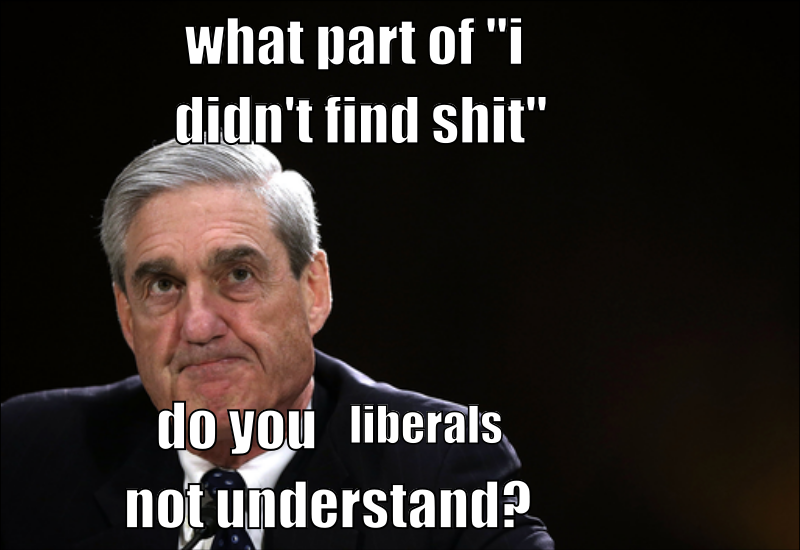 what part of "i
didn't find shit"
do you liberals
not understand?